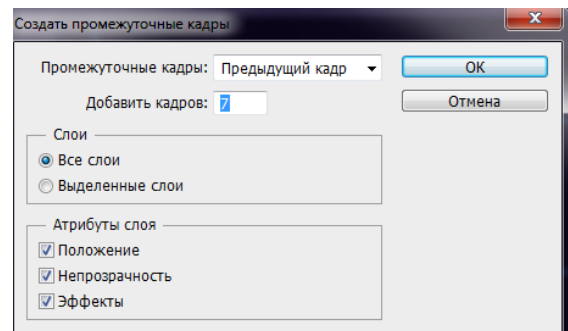 Создать промежуточные кадры
Промежуточные кадры: Предыдущий кадр
OK
Добавить кадров: 7
Отмена
Слои
Все слои
Выделенные слои
Атрибуты слоя
Положение
Непрозрачность
Эффекты